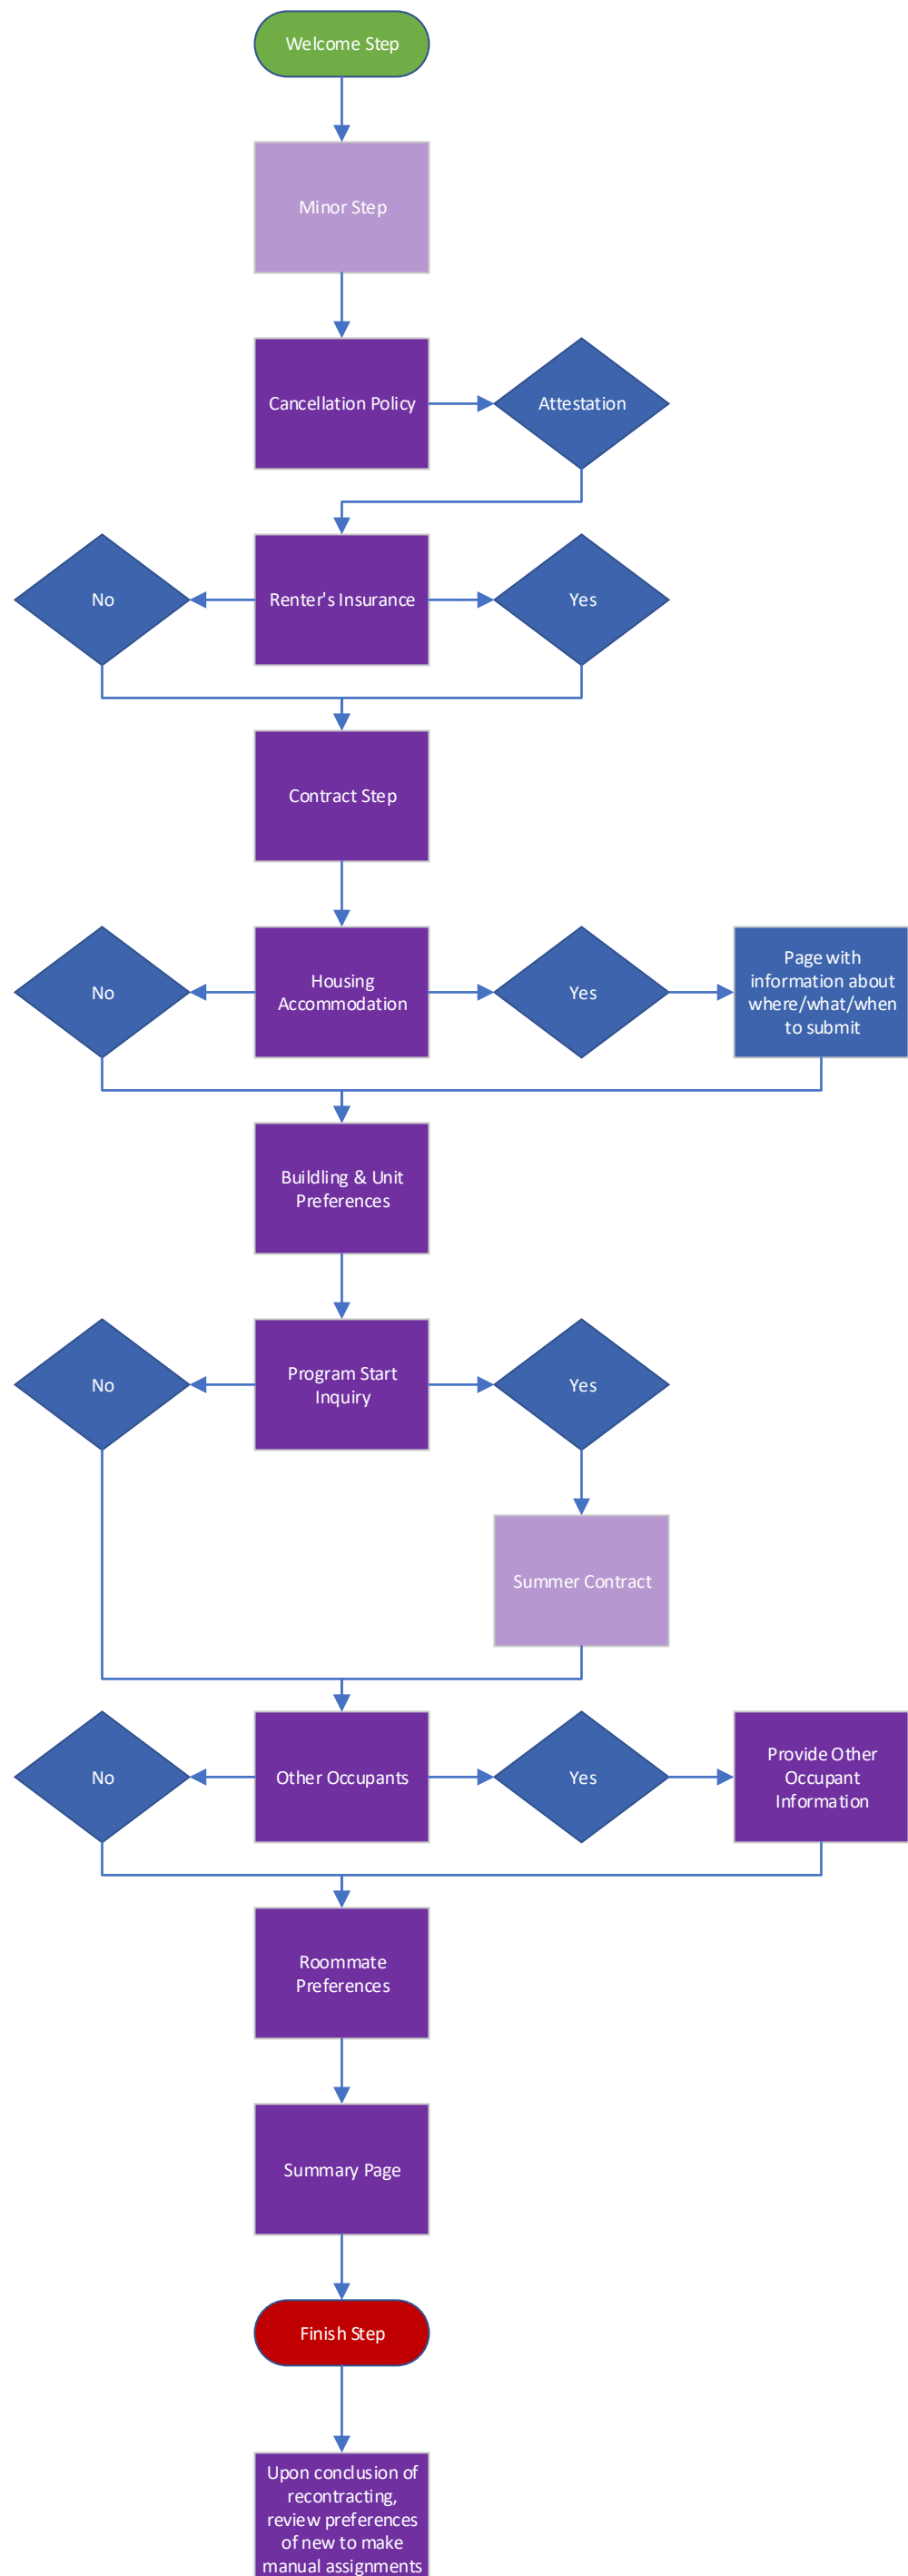 Welcome Step
Minor Step
Cancellation Policy
Attestation
No
Renter's Insurance
Yes
Contract Step
No
Housing
Accommodation
Yes
Page with
information about
where/what/when
to submit
Buildling & Unit
Preferences
No
Program Start
Inquiry
Yes
Summer Contract
No
Other Occupants
Yes
Provide Other
Occupant
Information
Roommate
Preferences
Summary Page
Finish Step
Upon conclusion of
recontracting,
review preferences
of new to make
manual assignments